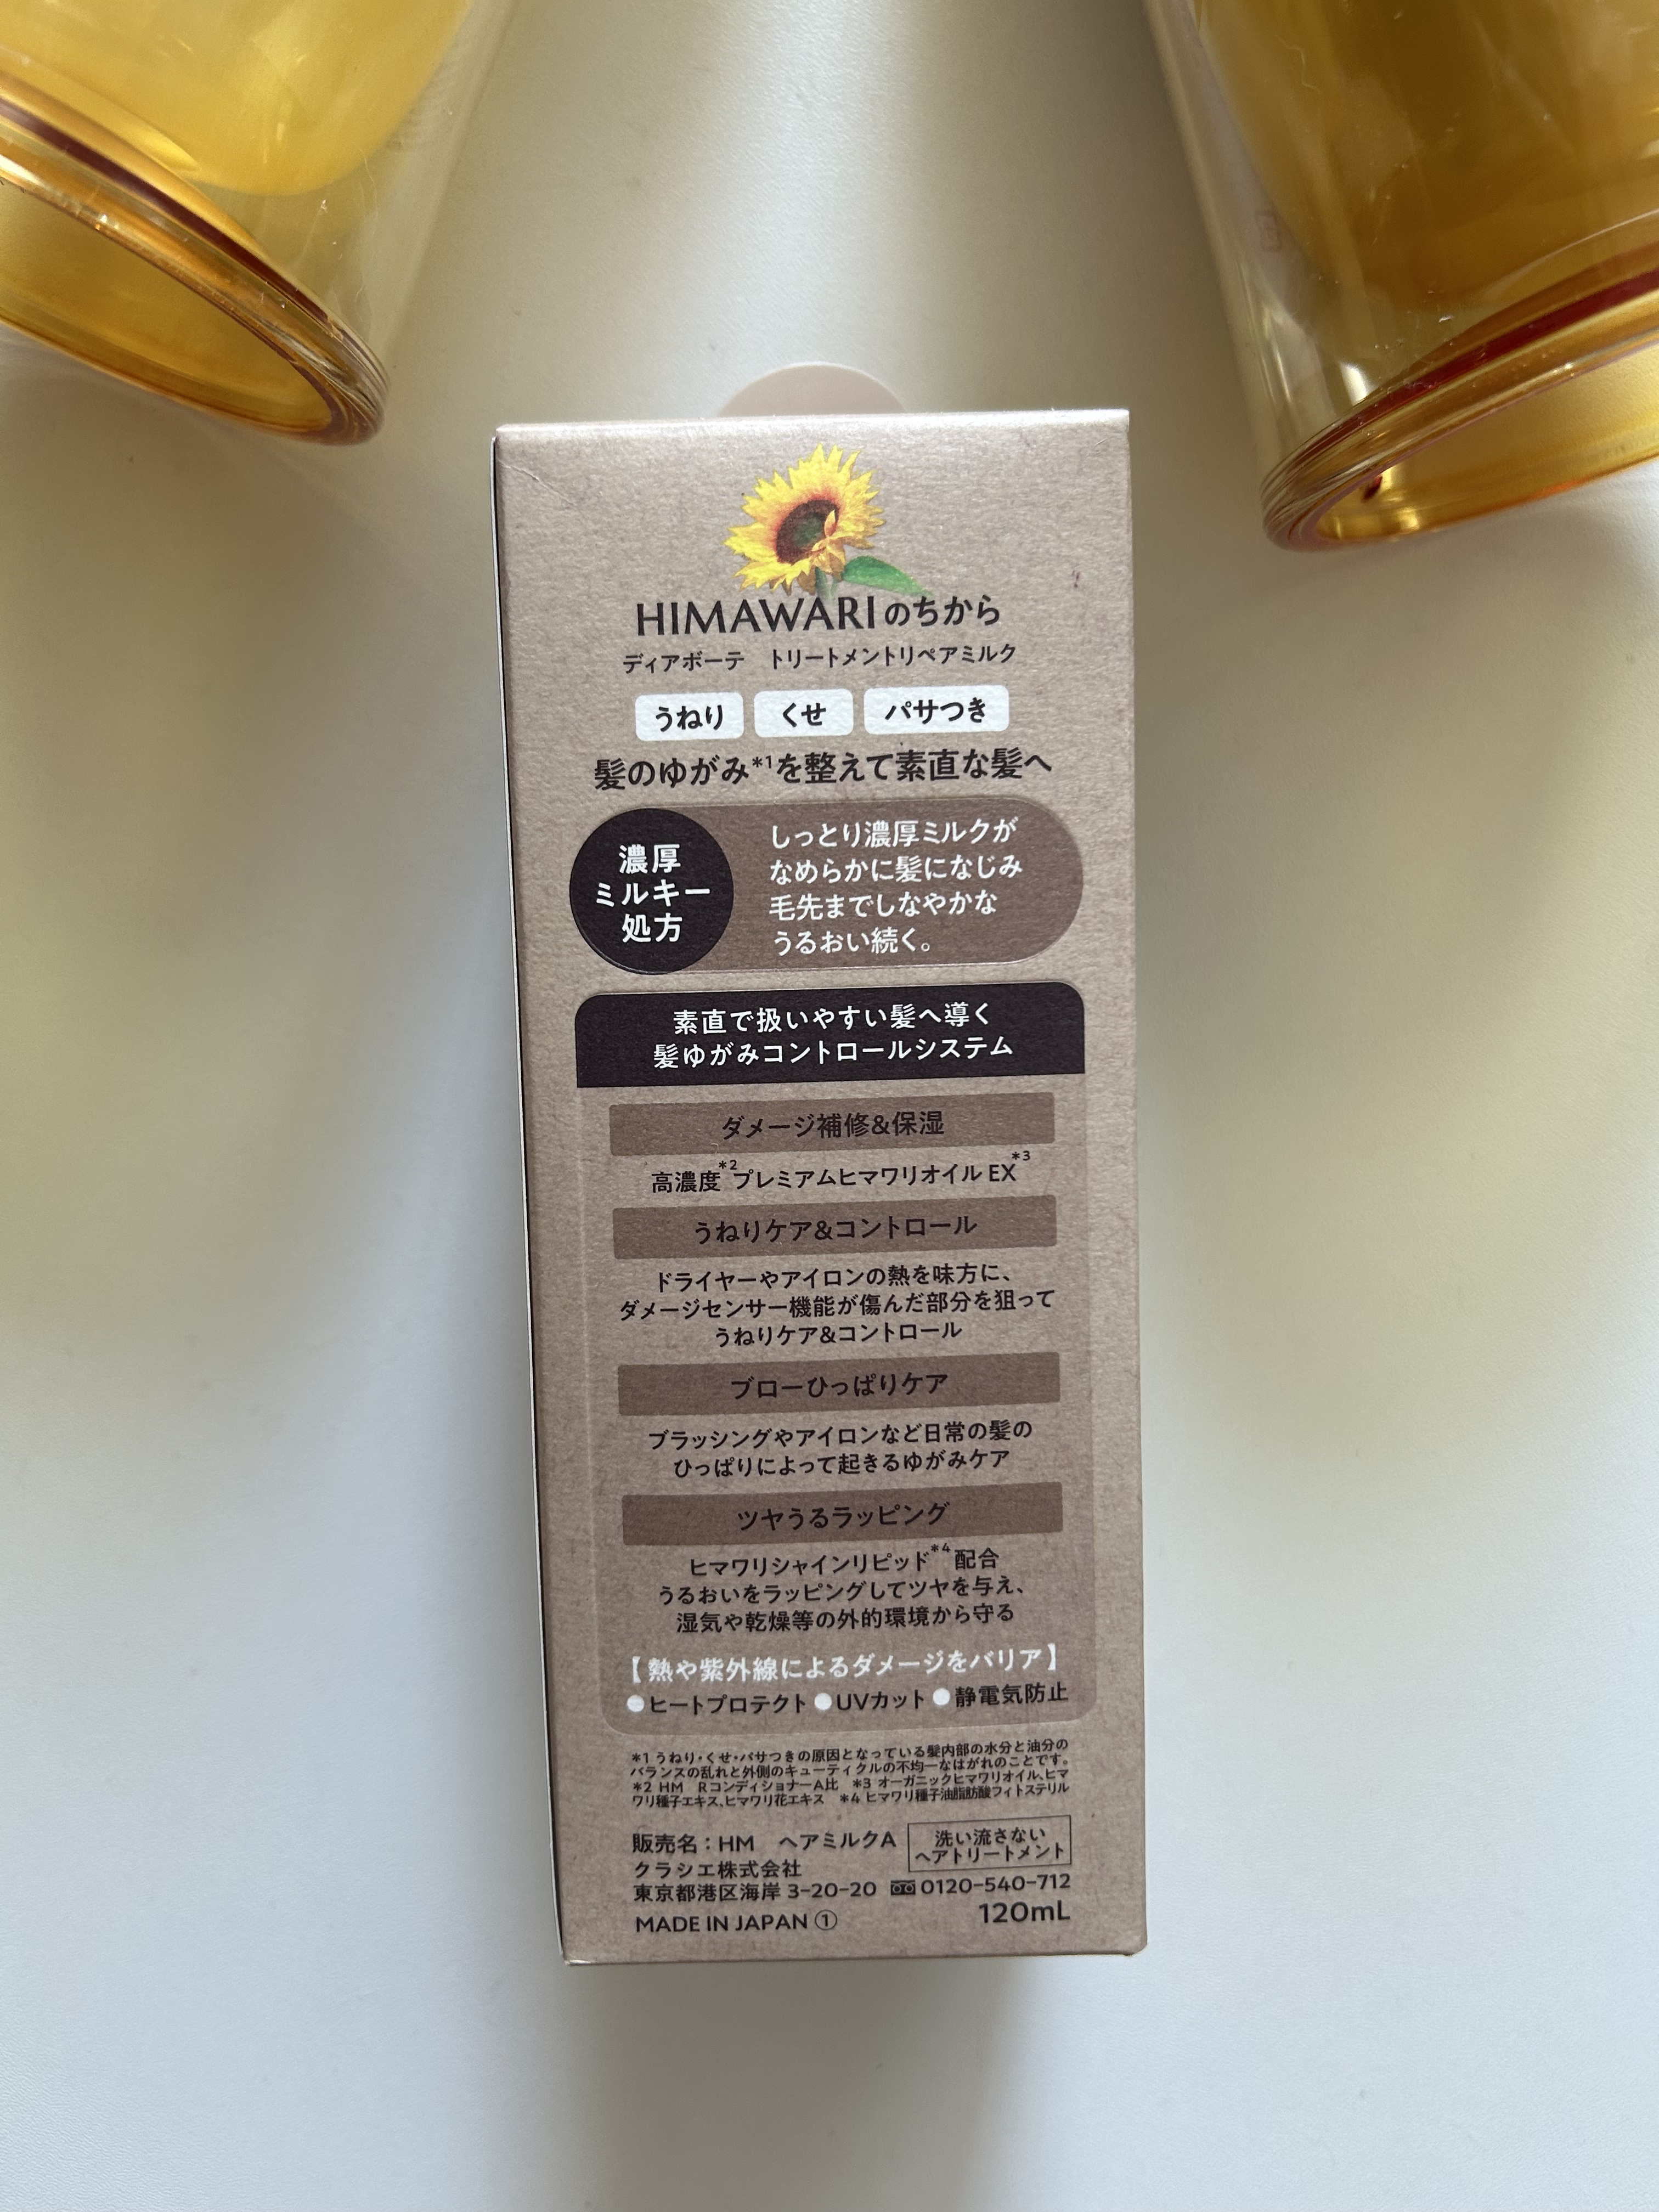 HIMAWARIのちから
ディアボーテ　トリートメントリペアミルク
うねり くせ パサつき
髪のゆがみ*1を整えて素直な髪へ
濃厚
ミルキー
処方
しっとり濃厚ミルクが
なめらかに髪になじみ
毛先までしなやかな
うるおい続く。
素直で扱いやすい髪へ導く
髪ゆがみコントロールシステム
ダメージ補修&保湿
高濃度*2プレミアムヒマワリオイル EX*3
うねりケア&コントロール
ドライヤーやアイロンの熱を味方に、
ダメージセンサー機能が傷んだ部分を狙って
うねりケア&コントロール
ブローひっぱりケア
ブラッシングやアイロンなど日常の髪の
ひっぱりによって起きるゆがみケア
ツヤうるラッピング
ヒマワリシャインリピッド*4配合
うるおいをラッピングしてツヤを与え、
湿気や乾燥等の外的環境から守る
【熱や紫外線によるダメージをバリア】
●ヒートプロテクト ●UVカット ●静電気防止
*1 うねり・くせ・パサつきの原因となっている髪内部の水分と油分の
バランスの乱れと外側のキューティクルの不均一なはがれのことです。
*2 HM　Rコンディショナー A比　*3 オーガニックヒマワリオイル、ヒマ
ワリ種子エキス、ヒマワリ花エキス　*4 ヒマワリ種子油脂肪酸フィトステリル
販売名：HM　ヘアミルクA
洗い流さない
ヘアトリートメント
クラシエ株式会社
東京都港区海岸 3-20-20 0120-540-712
MADE IN JAPAN ① 120mL